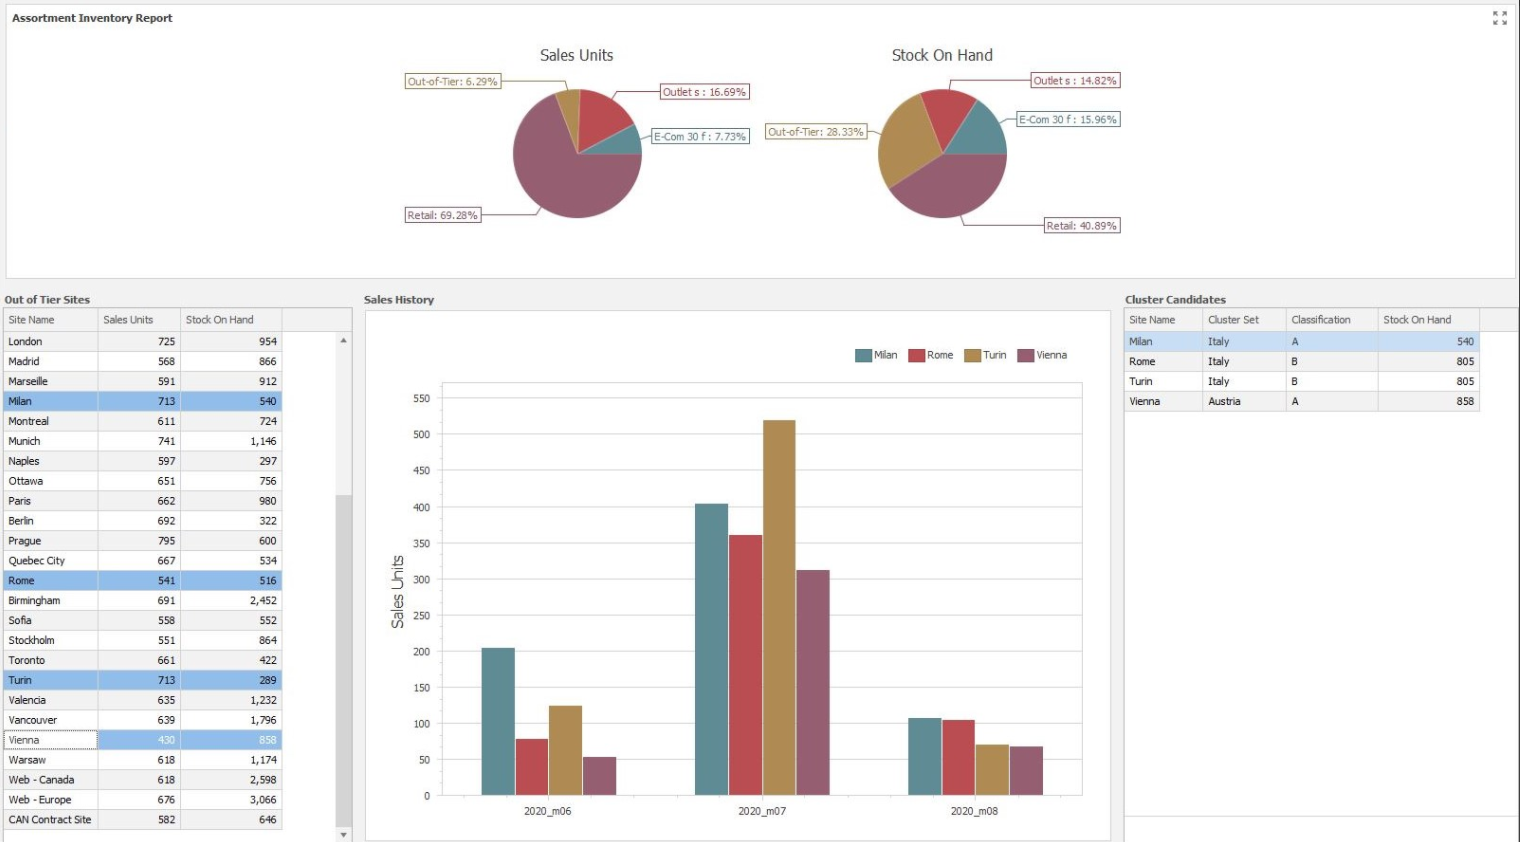 Assortment Inventory Report
Sales Units
Out-of-Tier: 6.29%
Outlet s : 16.69%
E-Com 30 f : 7.73%
Retail: 69.28%
Stock On Hand
Outlet s : 14.82%
E-Com 30 f : 15.96%
Out-of-Tier: 28.33%
Retail: 40.89%
Out of Tier Sites
Site Name Sales Units Stock On Hand
London 725 954
Madrid 568 866
Marseille 591 912
Milan 713 540
Montreal 611 724
Munich 741 1,146
Naples 597 297
Ottawa 651 756
Paris 662 980
Berlin 692 322
Prague 795 600
Quebec City 667 534
Rome 541 516
Birmingham 691 2,452
Sofia 558 552
Stockholm 551 864
Toronto 661 422
Turin 713 289
Valencia 635 1,232
Vancouver 639 1,796
Vienna 430 858
Warsaw 618 1,174
Web - Canada 618 2,598
Web - Europe 676 3,066
CAN Contract Site 582 646
Sales History
Milan Rome Turin Vienna
Sales Units
550
500
450
400
350
300
250
200
150
100
50
0
2020_m06 2020_m07 2020_m08
Cluster Candidates
Site Name Cluster Set Classification Stock On Hand
Milan Italy A 540
Rome Italy B 805
Turin Italy B 805
Vienna Austria A 858